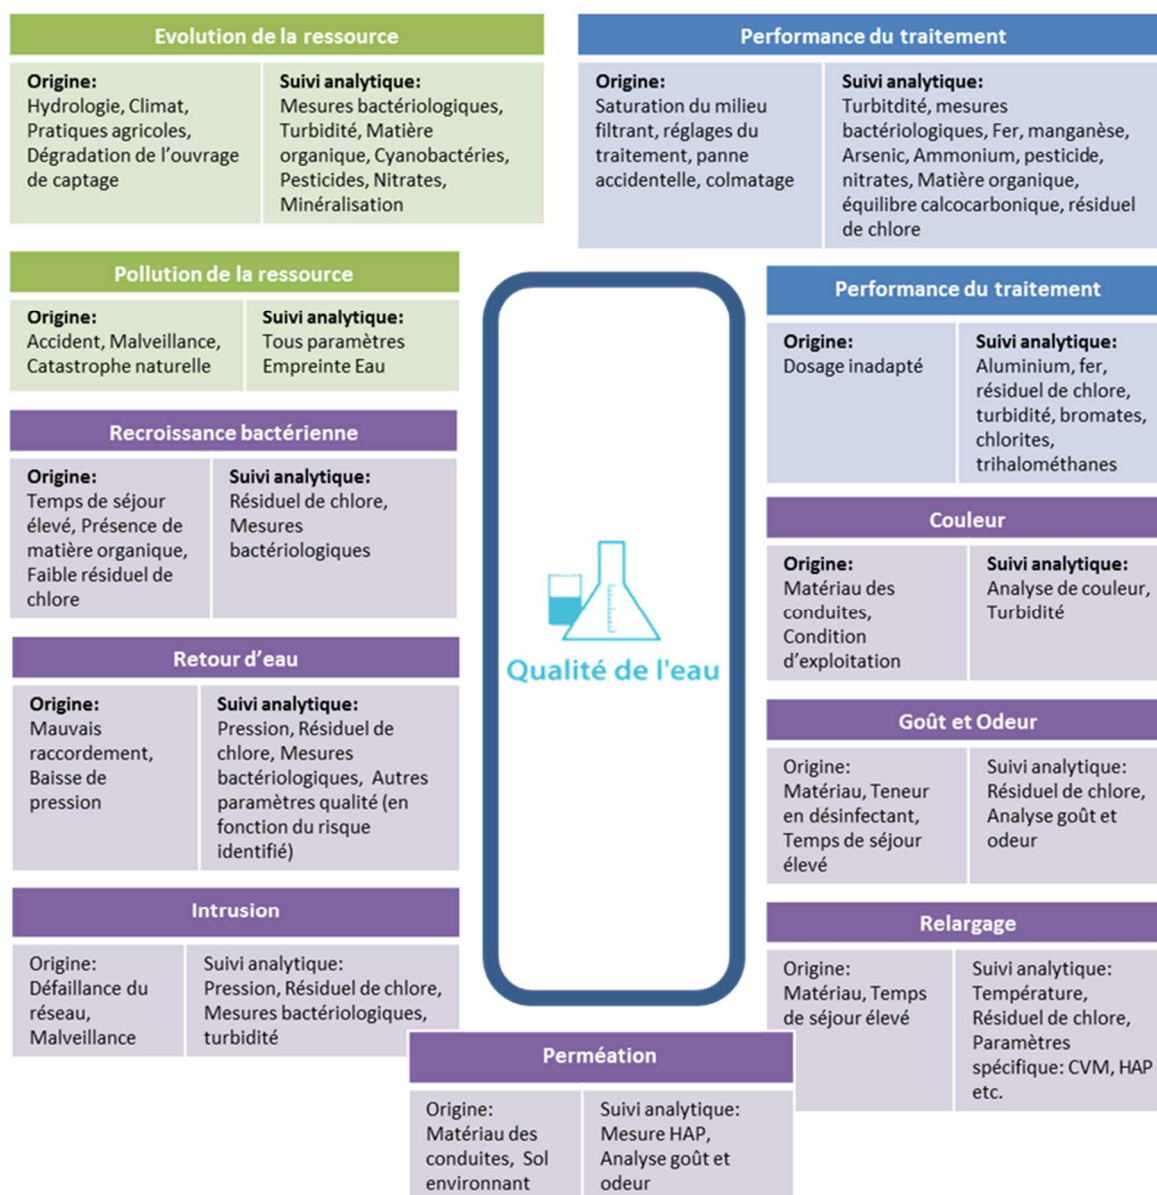 Evolution de la ressource
Origine:
Hydrologie, Climat,
Pratiques agricoles,
Dégradation de l'ouvrage
de captage
Suivi analytique:
Mesures bactériologiques,
Turbidité, Matière
organique, Cyanobactéries,
Pesticides, Nitrates,
Minéralisation
Performance du traitement
Origine:
Saturation du milieu
filtrant, réglages du
traitement, panne
accidentelle, colmatage
Suivi analytique:
Turbitdité, mesures
bactériologiques, Fer, manganèse,
Arsenic, Ammonium, pesticide,
nitrates, Matière organique,
équilibre calcocarbonique, résiduel
de chlore
Pollution de la ressource
Origine:
Accident, Malveillance,
Catastrophe naturelle
Suivi analytique:
Tous paramètres
Empreinte Eau
Performance du traitement
Origine:
Dosage inadapté
Suivi analytique:
Aluminium, fer,
résiduel de chlore,
turbidité, bromates,
chlorites,
trihalométhanes
Recroissance bactérienne
Origine:
Temps de séjour
élevé, Présence de
matière organique,
Faible résiduel de
chlore
Suivi analytique:
Résiduel de chlore,
Mesures
bactériologiques
Couleur
Origine:
Matériau des
conduites,
Condition
d'exploitation
Suivi analytique:
Analyse de couleur,
Turbidité
Qualité de l'eau
Retour d'eau
Origine:
Mauvais
raccordement,
Baisse de
pression
Suivi analytique:
Pression, Résiduel de
chlore, Mesures
bactériologiques, Autres
paramètres qualité (en
fonction du risque
identifié)
Goût et Odeur
Origine:
Matériau, Teneur
en désinfectant,
Temps de séjour
élevé
Suivi analytique:
Résiduel de chlore,
Analyse goût et
odeur
Intrusion
Origine:
Défaillance du
réseau,
Malveillance
Suivi analytique:
Pression, Résiduel de chlore,
Mesures bactériologiques,
turbidité
Relargage
Origine:
Matériau, Temps
de séjour élevé
Suivi analytique:
Température,
Résiduel de chlore,
Paramètres
spécifique: CVM, HAP
etc.
Perméation
Origine:
Matériau des
conduites, Sol
environnant
Suivi analytique:
Mesure HAP,
Analyse goût et
odeur